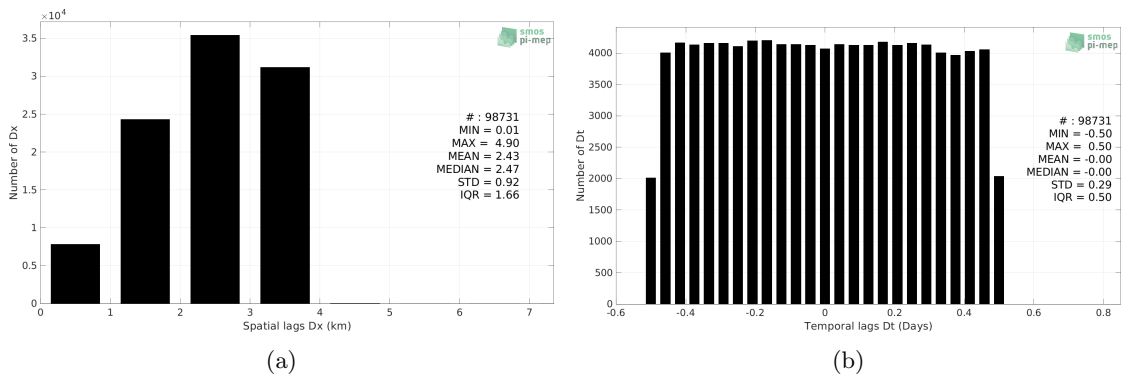 ×10⁴
3.5
3
2.5
2
1.5
1
0.5
0
Number of Dx
0 1 2 3 4 5 6 7
Spatial lags Dx (km)
smos
pi-mep
# : 98731
MIN = 0.01
MAX = 4.90
MEAN = 2.43
MEDIAN = 2.47
STD = 0.92
IQR = 1.66
(a)
4000
3500
3000
2500
2000
1500
1000
500
0
Number of Dt
-0.6 -0.4 -0.2 0 0.2 0.4 0.6 0.8
Temporal lags Dt (Days)
smos
pi-mep
# : 98731
MIN = -0.50
MAX = 0.50
MEAN = -0.00
MEDIAN = -0.00
STD = 0.29
IQR = 0.50
(b)